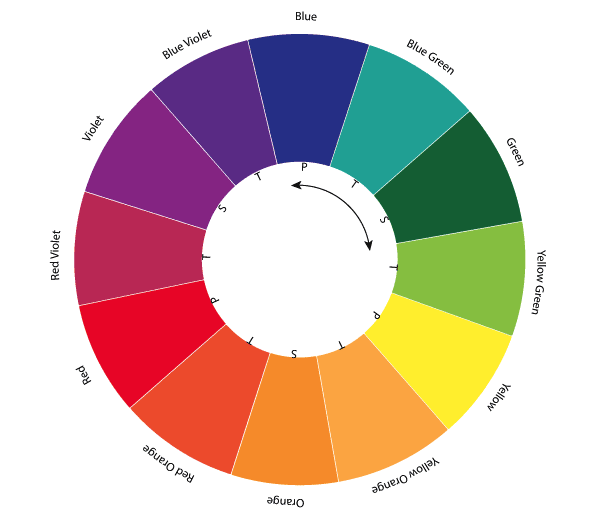 Blue
Blue Green
Green
Yellow Green
Yellow
Yellow Orange
Orange
Red Orange
Red
Red Violet
Violet
Blue Violet
P
T
S
T
P
T
S
T
P
T
S
T